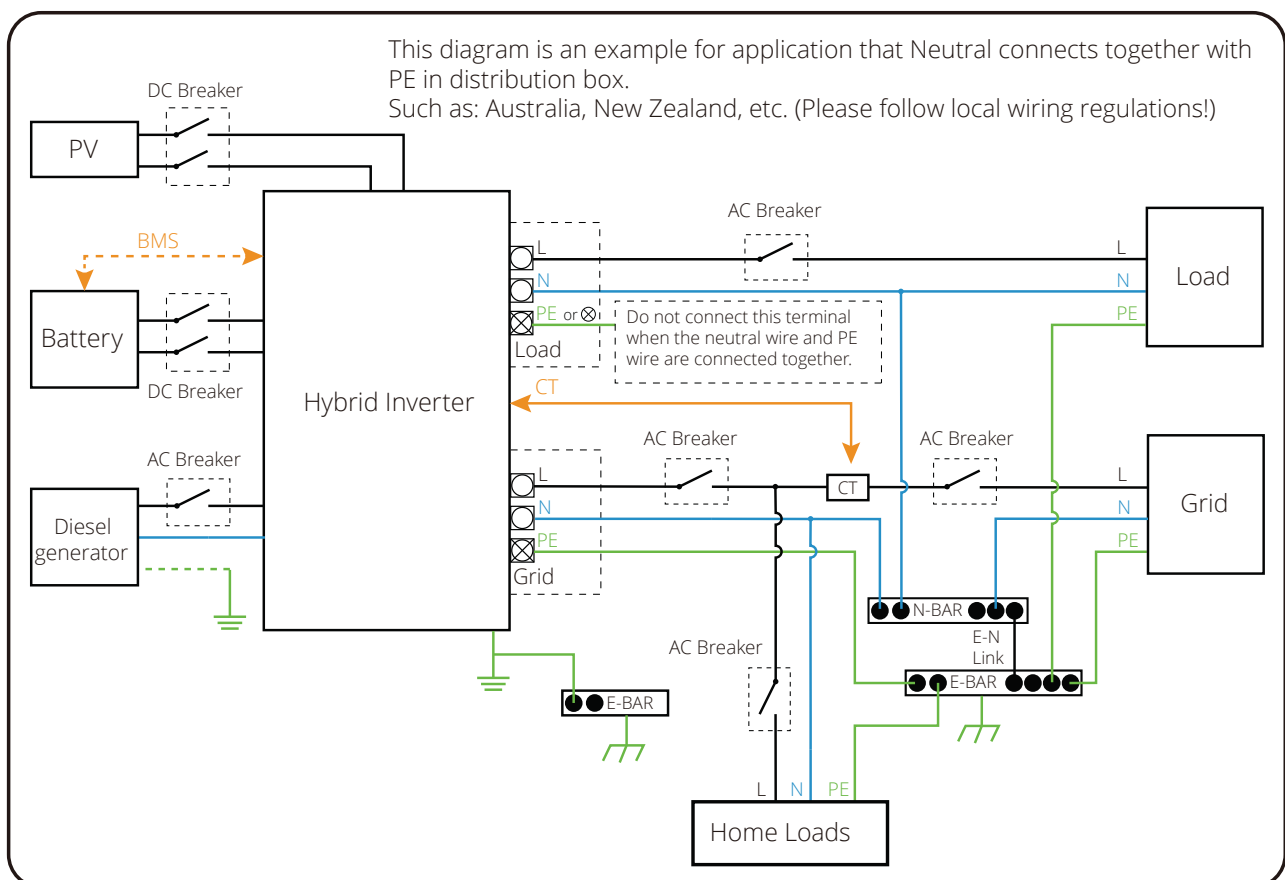 This diagram is an example for application that Neutral connects together with
PE in distribution box.
Such as: Australia, New Zealand, etc. (Please follow local wiring regulations!)
DC Breaker
PV
BMS
Battery
DC Breaker
AC Breaker
Diesel
generator
Hybrid Inverter
L
N
PE or
Load
Do not connect this terminal
when the neutral wire and PE
wire are connected together.
AC Breaker
L
N
PE
Load
CT
AC Breaker
CT
AC Breaker
L
N
PE
Grid
L
N
PE
Grid
N-BAR
E-N
Link
E-BAR
AC Breaker
E-BAR
L
N
PE
Home Loads